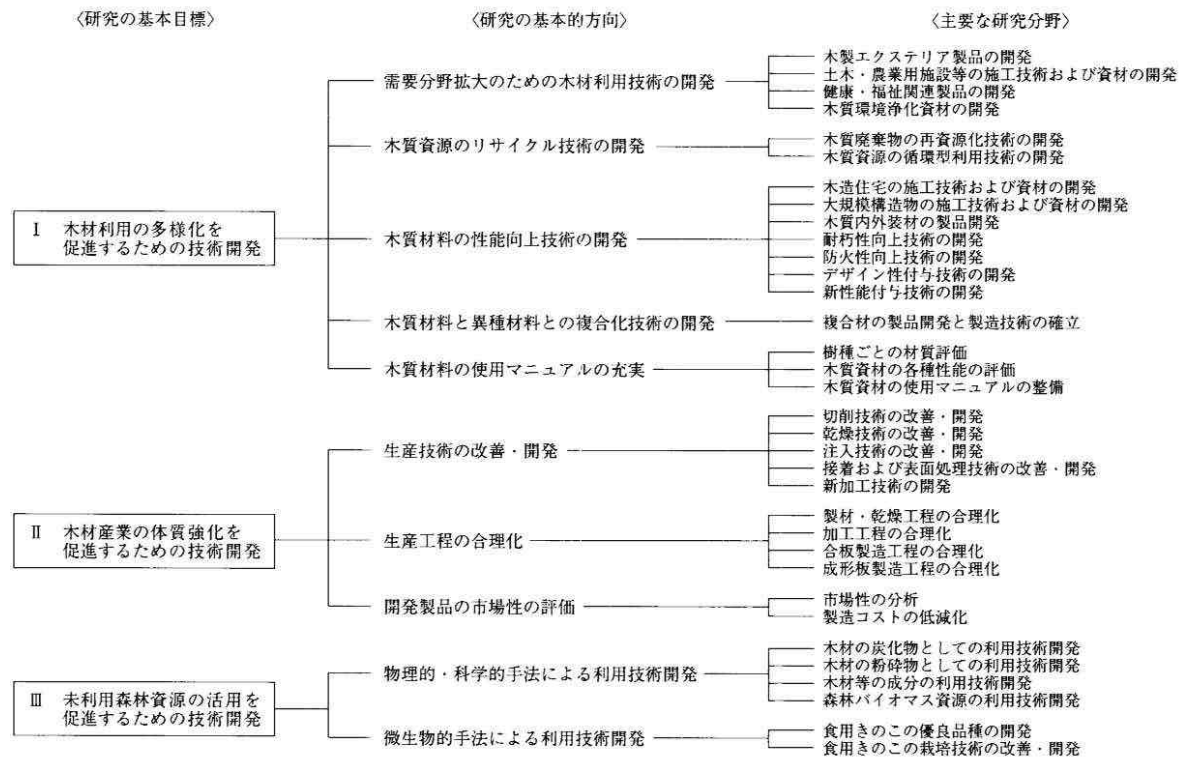 〈研究の基本目標〉
〈研究の基本的方向〉
〈主要な研究分野〉
Ⅰ 木材利用の多様化を
促進するための技術開発
需要分野拡大のための木材利用技術の開発
木製エクステリア製品の開発
土木・農業用施設等の施工技術および資材の開発
健康・福祉関連製品の開発
木質環境浄化資材の開発
木質資源のリサイクル技術の開発
木質廃棄物の再資源化技術の開発
木質資源の循環型利用技術の開発
木質材料の性能向上技術の開発
木造住宅の施工技術および資材の開発
大規模構造物の施工技術および資材の開発
木質内外装材の製品開発
耐朽性向上技術の開発
防火性向上技術の開発
デザイン性付与技術の開発
新性能付与技術の開発
木質材料と異種材料との複合化技術の開発
複合材の製品開発と製造技術の確立
木質材料の使用マニュアルの充実
樹種ごとの材質評価
木質資材の各種性能の評価
木質資材の使用マニュアルの整備
Ⅱ 木材産業の体質強化を
促進するための技術開発
生産技術の改善・開発
切削技術の改善・開発
乾燥技術の改善・開発
注入技術の改善・開発
接着および表面処理技術の改善・開発
新加工技術の開発
生産工程の合理化
製材・乾燥工程の合理化
加工工程の合理化
合板製造工程の合理化
成形板製造工程の合理化
開発製品の市場性の評価
市場性の分析
製造コストの低減化
Ⅲ 未利用森林資源の活用を
促進するための技術開発
物理的・科学的手法による利用技術開発
木材の炭化物としての利用技術開発
木材の粉砕物としての利用技術開発
木材等の成分の利用技術開発
森林バイオマス資源の利用技術開発
微生物的手法による利用技術開発
食用きのこの優良品種の開発
食用きのこの栽培技術の改善・開発